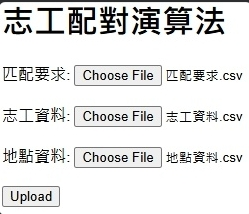 志工配對演算法
匹配要求: Choose File 匹配要求.csv
志工資料: Choose File 志工資料.csv
地點資料: Choose File 地點資料.csv
Upload